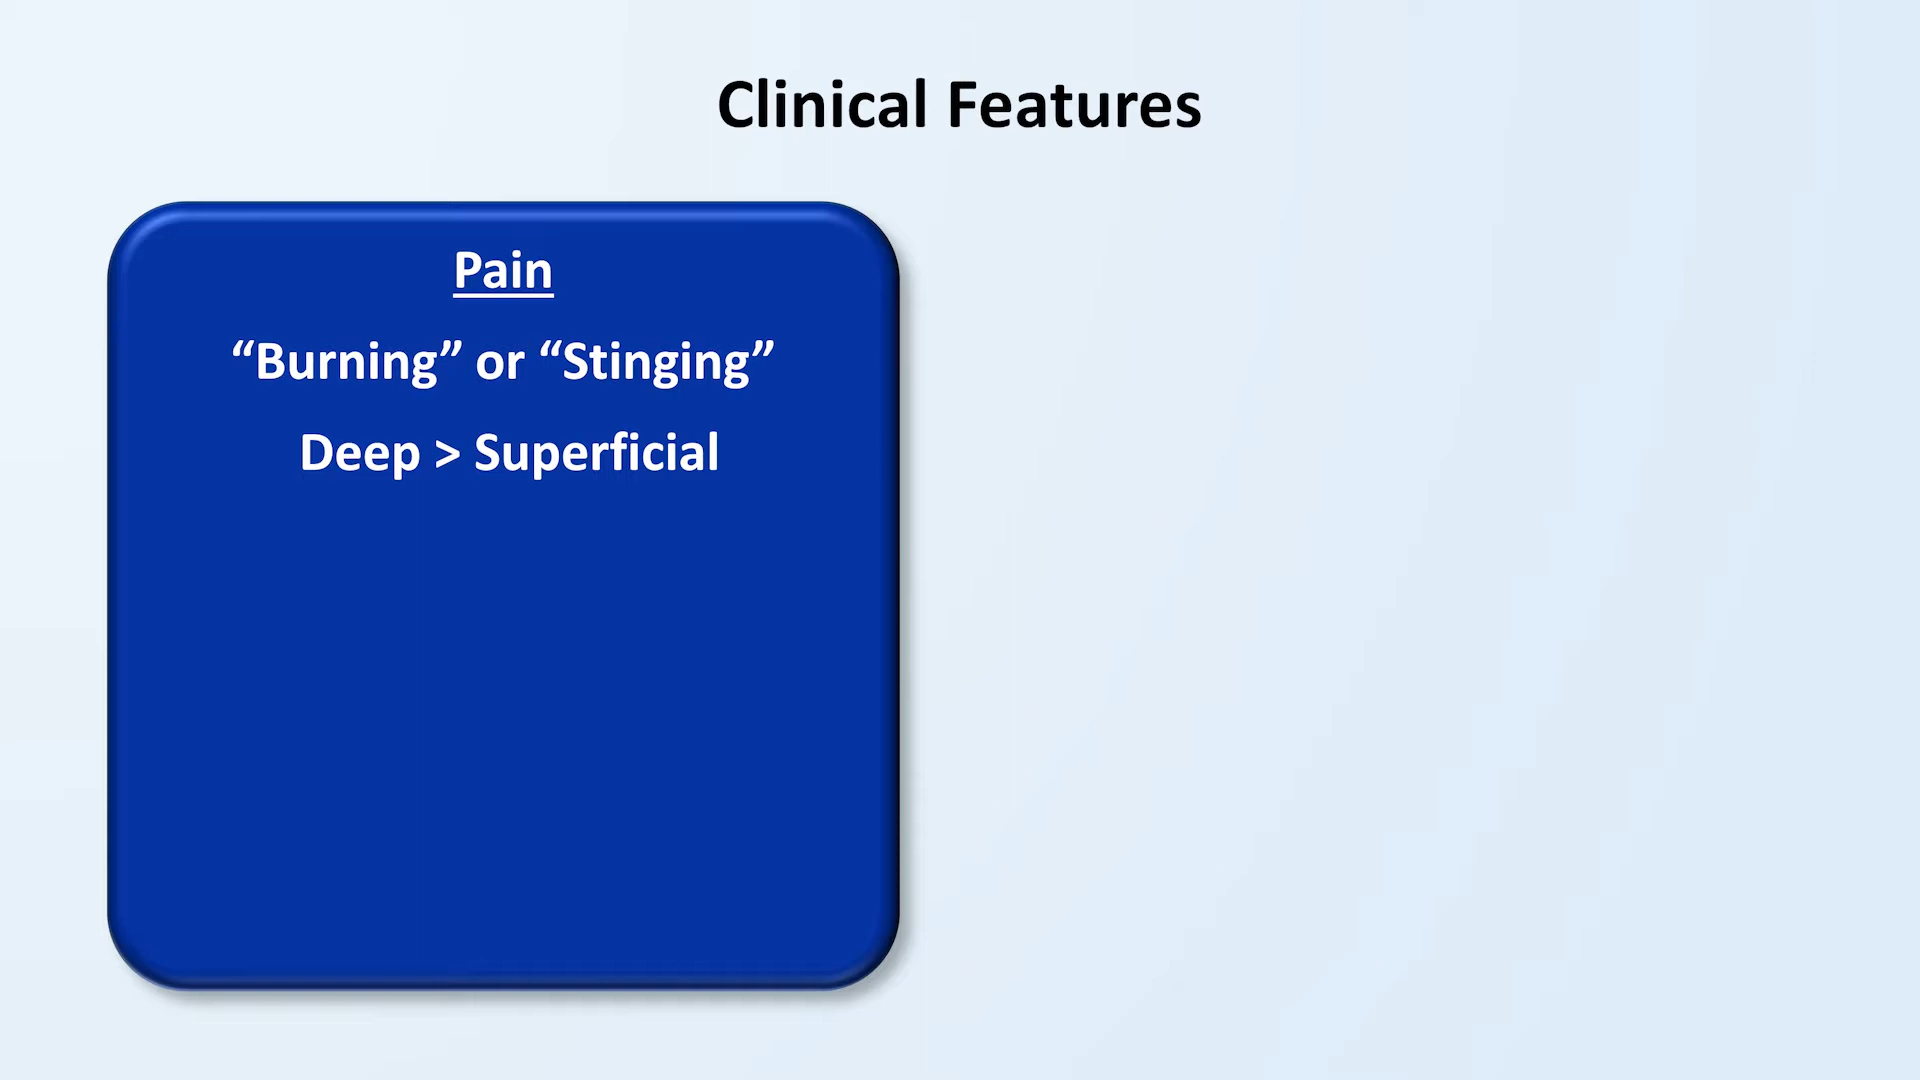 Clinical Features
Pain
“Burning” or “Stinging”
Deep > Superficial